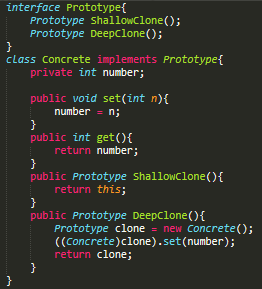 interface Prototype{
    Prototype ShallowClone();
    Prototype DeepClone();
}
class Concrete implements Prototype{
    private int number;

    public void set(int n){
        number = n;
    }
    public int get(){
        return number;
    }
    public Prototype ShallowClone(){
        return this;
    }
    public Prototype DeepClone(){
        Prototype clone = new Concrete();
        ((Concrete)clone).set(number);
        return clone;
    }
}